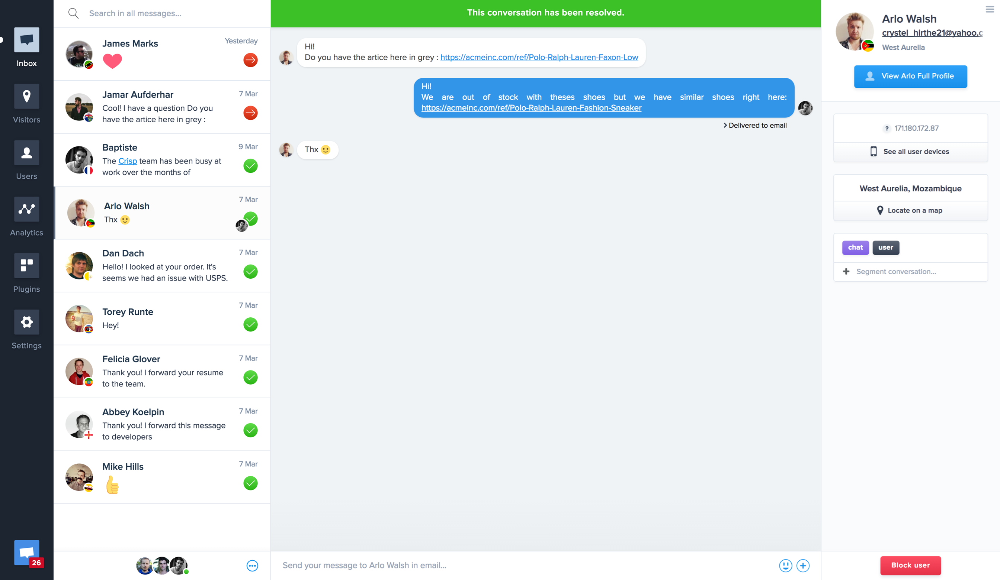 Inbox
Visitors
Users
Analytics
Plugins
Settings
26
Search in all messages...
James Marks
Yesterday
Jamar Aufderhar
7 Mar
Cool! I have a question Do you
have the artice here in grey :
Baptiste
9 Mar
The Crisp team has been busy at
work over the months of
Arlo Walsh
7 Mar
Thx
Dan Dach
7 Mar
Hello! I looked at your order. It's
seems we had an issue with USPS.
Torey Runte
7 Mar
Hey!
Felicia Glover
7 Mar
Thank you! I forward your resume
to the team.
Abbey Koelpin
7 Mar
Thank you! I forward this message
to developers
Mike Hills
7 Mar
This conversation has been resolved.
Hi!
Do you have the artice here in grey : https://acmeinc.com/ref/Polo-Ralph-Lauren-Faxon-Low
Hi!
We are out of stock with theses shoes but we have similar shoes right here:
https://acmeinc.com/ref/Polo-Ralph-Lauren-Fashion-Sneaker
Delivered to email
Thx
Send your message to Arlo Walsh in email...
Arlo Walsh
crystel_hirthe21@yahoo.c
West Aurelia
View Arlo Full Profile
? 171.180.172.87
See all user devices
West Aurelia, Mozambique
Locate on a map
chat user
+ Segment conversation...
Block user